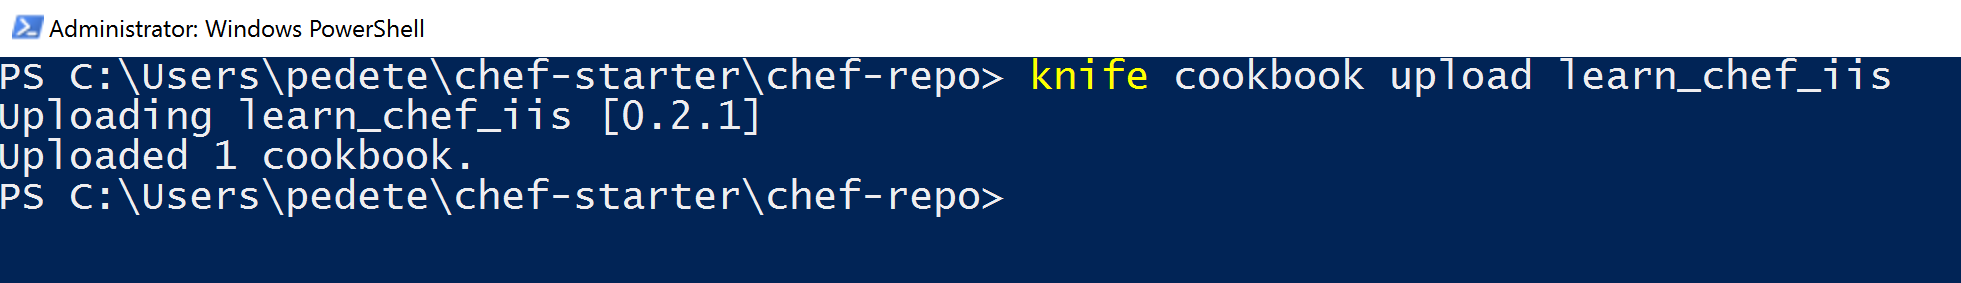 Administrator: Windows PowerShell
PS C:\Users\pedete\chef-starter\chef-repo> knife cookbook upload learn_chef_iis
Uploading learn_chef_iis [0.2.1]
Uploaded 1 cookbook.
PS C:\Users\pedete\chef-starter\chef-repo>